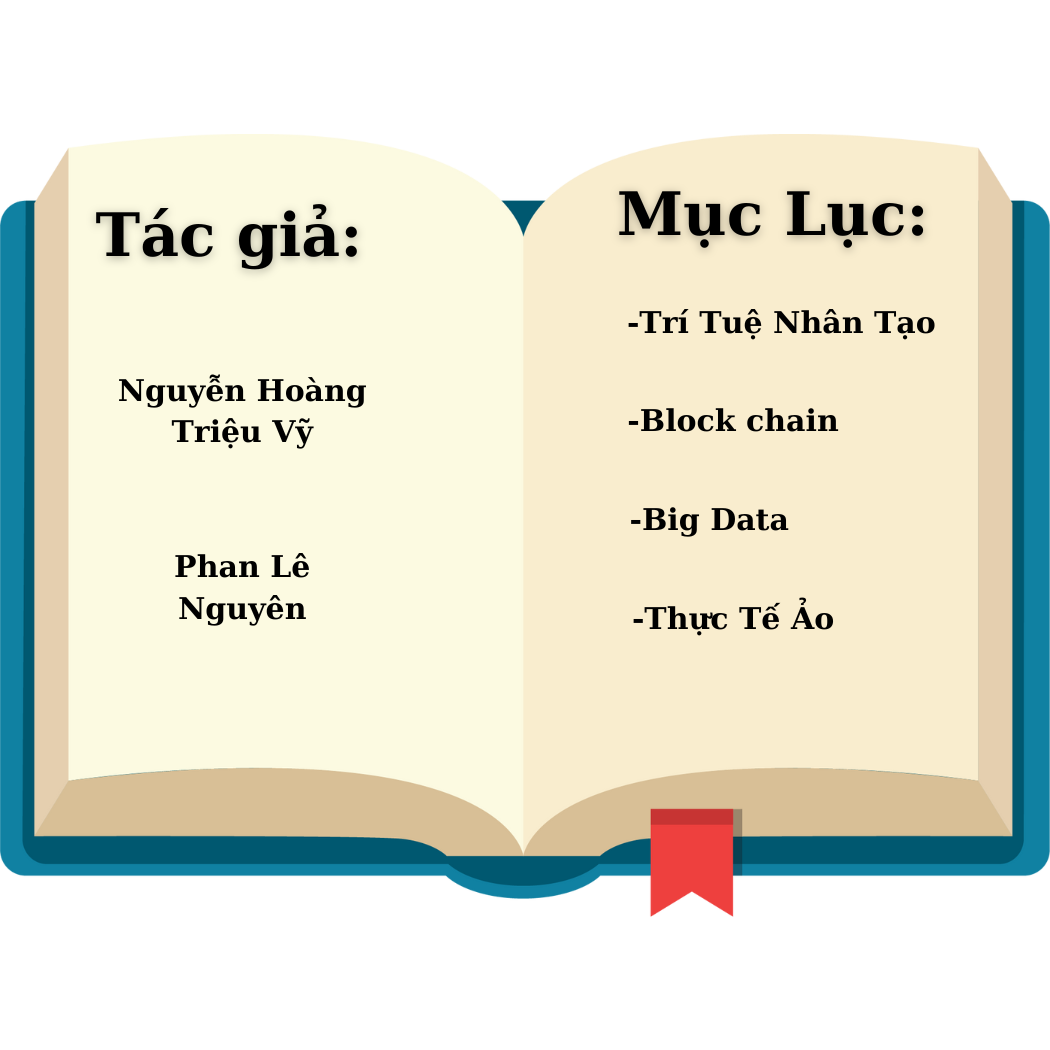 Tác giả:
Nguyễn Hoàng
Triệu Vỹ
Phan Lê
Nguyên
Mục Lục:
-Trí Tuệ Nhân Tạo
-Block chain
-Big Data
-Thực Tế Ảo